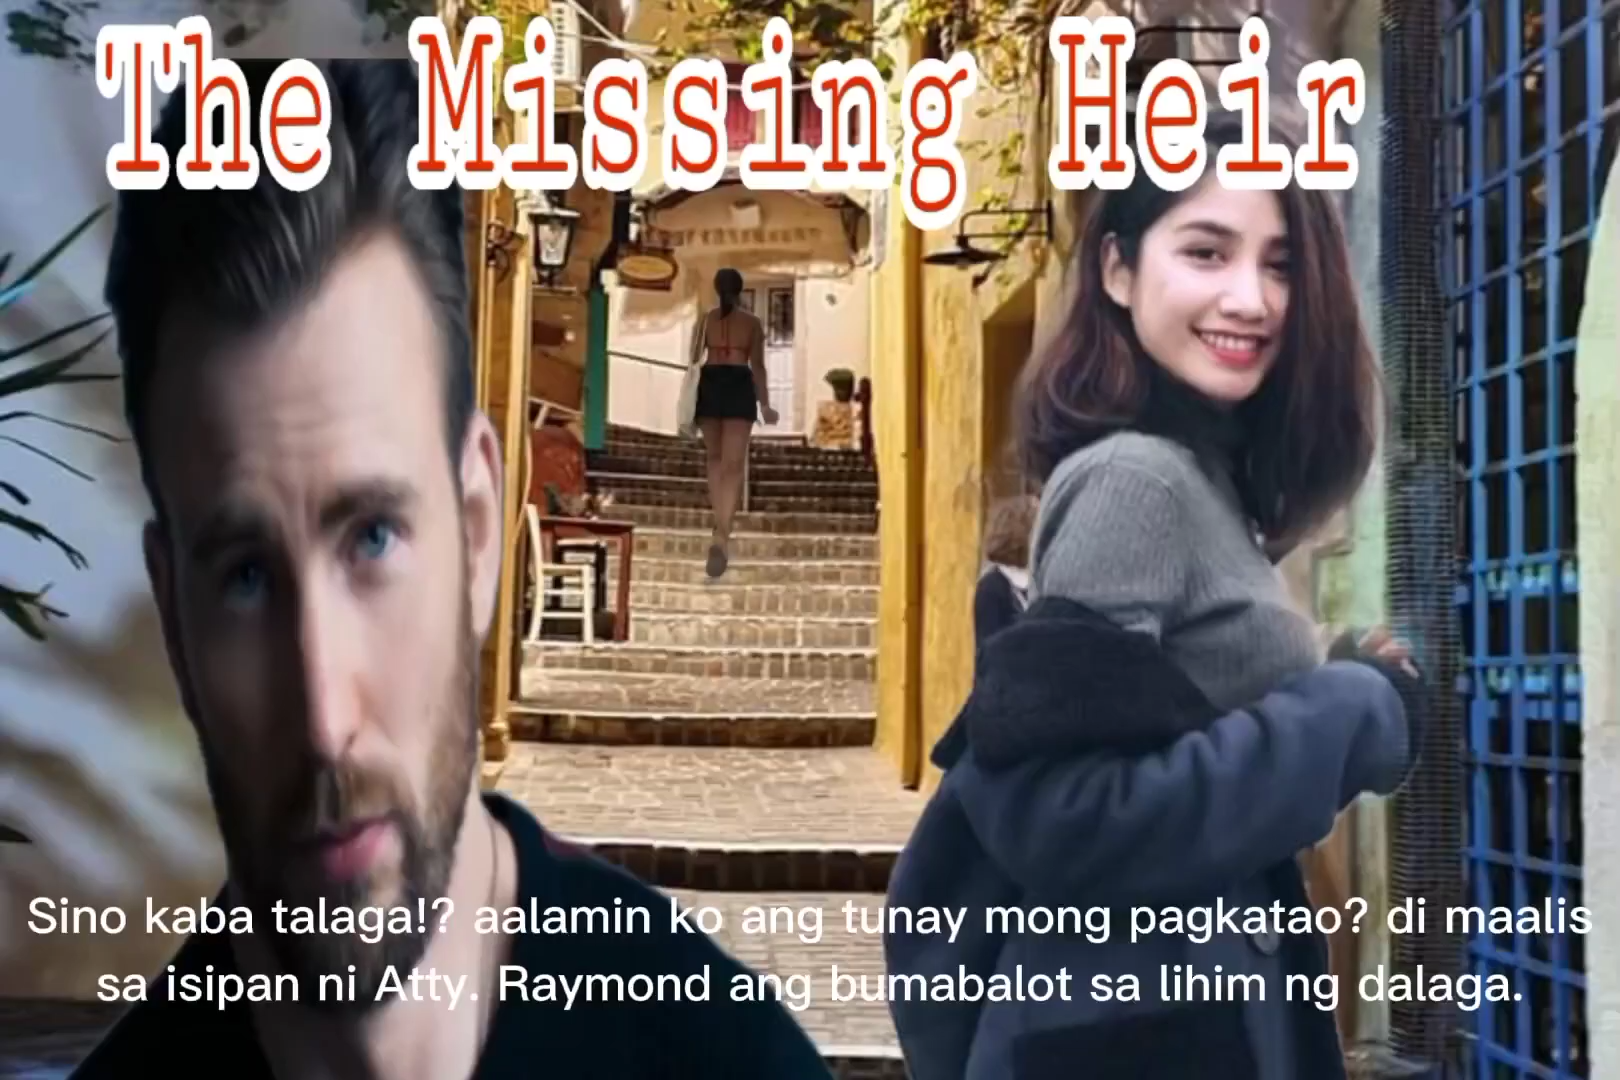 The Missing Heir
Sino kaba talaga!? aalamin ko ang tunay mong pagkatao? di maalis
sa isipan ni Atty. Raymond ang bumabalot sa lihim ng dalaga.